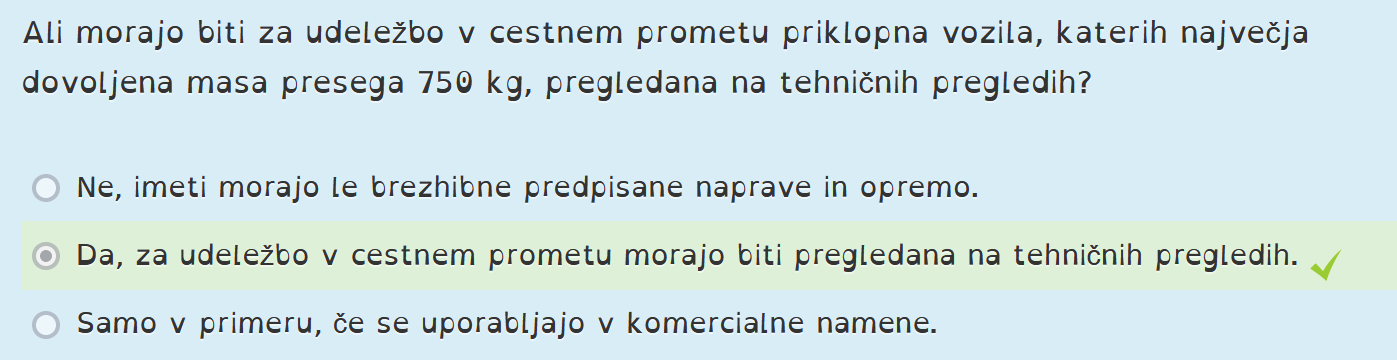 Ali morajo biti za udeležbo v cestnem prometu priklopna vozila, katerih največja
dovoljena masa presega 750 kg, pregledana na tehničnih pregledih?
Ne, imeti morajo le brezhibne predpisane naprave in opremo.
Da, za udeležbo v cestnem prometu morajo biti pregledana na tehničnih pregledih.
Samo v primeru, če se uporabljajo v komercialne namene.